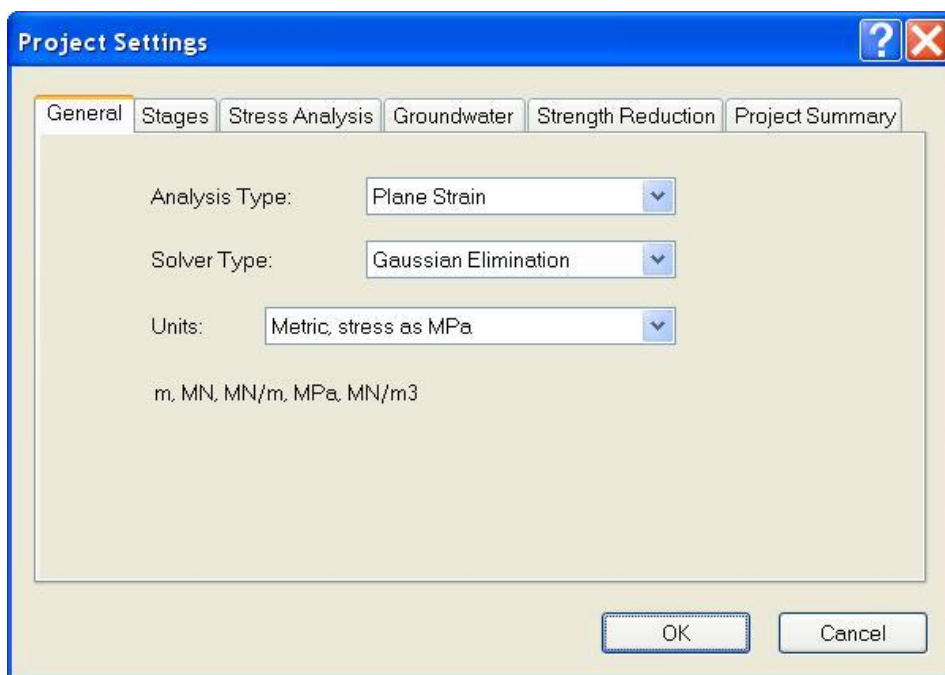 Project Settings
General Stages Stress Analysis Groundwater Strength Reduction Project Summary
Analysis Type: Plane Strain
Solver Type: Gaussian Elimination
Units: Metric, stress as MPa
m, MN, MN/m, MPa, MN/m3
OK Cancel